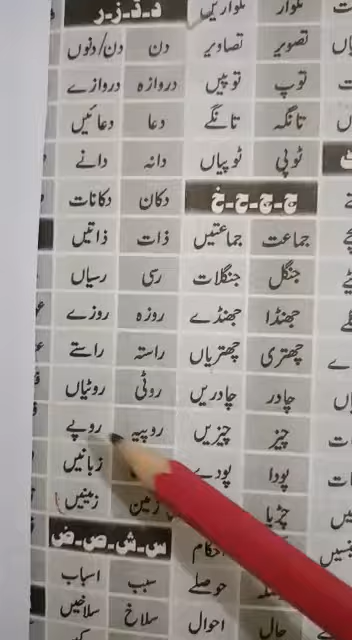 تلوار تلواریں
تصویر تصاویر
توپ توپیں
تانگہ تانگے
ٹوپی ٹوپیاں
ج۔چ۔ح۔خ
جماعت جماعتیں
جنگل جنگلات
جھنڈا جھنڈے
چھتری چھتریاں
چادر چادریں
چیز چیزیں
پودا پودے
چڑیا
احکام
حوصلے
حال احوال
د۔ذ۔ز۔ر
دن دن/دنوں
دروازہ دروازے
دعا دعائیں
دانہ دانے
دکان دکانات
ذات ذاتیں
رسی رسیاں
روزہ روزے
راستہ راستے
روٹی روٹیاں
روپیہ روپے
زبانیں
زمین زمینیں
س۔ش۔ص۔ض
سبب اسباب
سلاخ سلاخیں